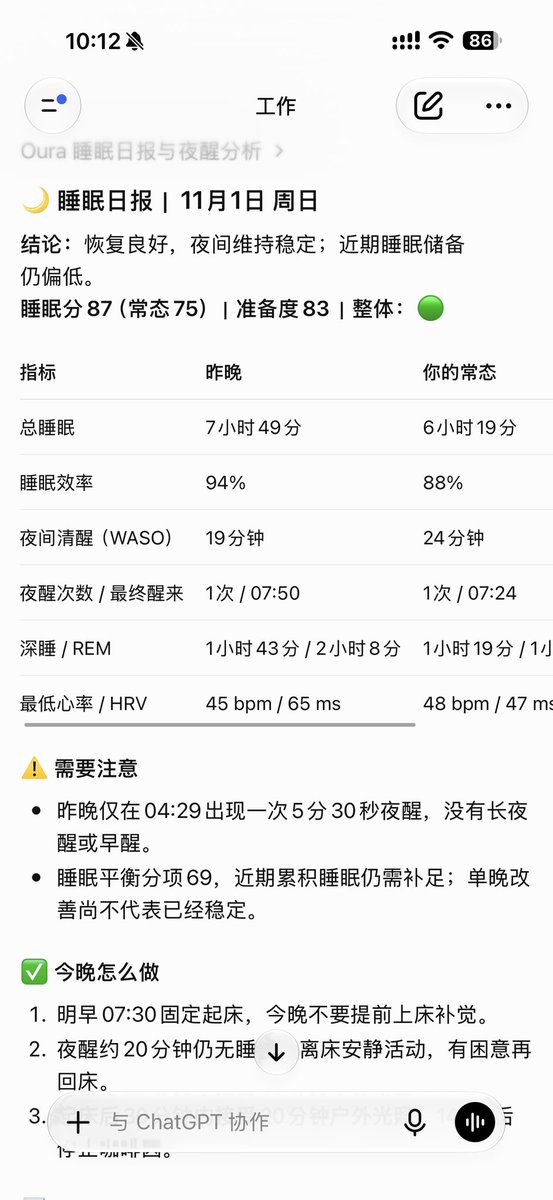 10:12
86
工作
Oura 睡眠日报与夜醒分析 >
🌙 睡眠日报 | 11月1日 周日
结论：恢复良好，夜间维持稳定；近期睡眠储备
仍偏低。
睡眠分 87（常态 75） | 准备度 83 | 整体：🟢
指标 昨晚 你的常态
总睡眠 7小时49分 6小时19分
睡眠效率 94% 88%
夜间清醒（WASO） 19分钟 24分钟
夜醒次数 / 最终醒来 1次 / 07:50 1次 / 07:24
深睡 / REM 1小时43分 / 2小时8分 1小时19分 / 1小
最低心率 / HRV 45 bpm / 65 ms 48 bpm / 47 ms
⚠️ 需要注意
• 昨晚仅在 04:29 出现一次 5 分 30 秒夜醒，没有长夜
醒或早醒。
• 睡眠平衡分项 69，近期累积睡眠仍需补足；单晚改
善尚不代表已经稳定。
✅ 今晚怎么做
1. 明早 07:30 固定起床，今晚不要提前上床补觉。
2. 夜醒约 20 分钟仍无睡 离床安静活动，有困意再
回床。
3. 后
与 ChatGPT 协作
停止咖啡因。